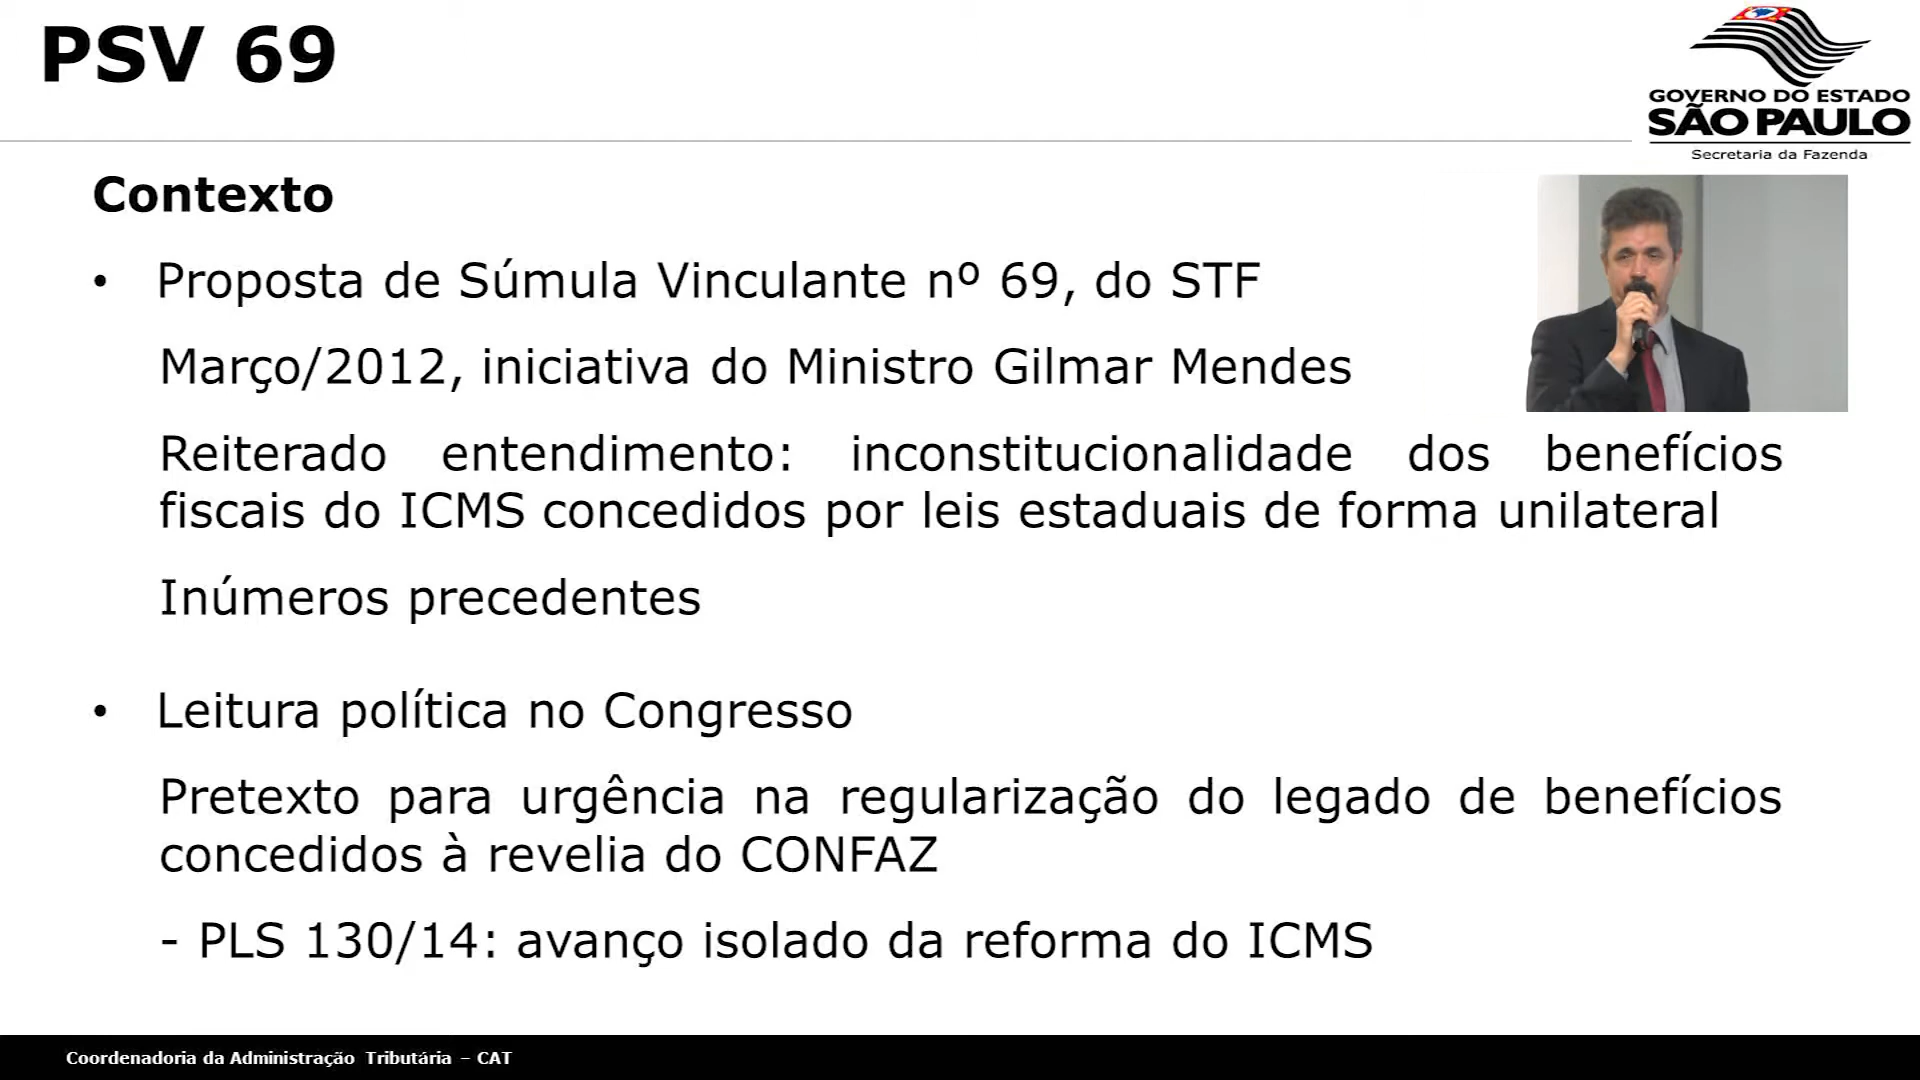 PSV 69
GOVERNO DO ESTADO
SÃO PAULO
Secretaria da Fazenda
Contexto
• Proposta de Súmula Vinculante nº 69, do STF
Março/2012, iniciativa do Ministro Gilmar Mendes
Reiterado entendimento: inconstitucionalidade dos benefícios
fiscais do ICMS concedidos por leis estaduais de forma unilateral
Inúmeros precedentes
• Leitura política no Congresso
Pretexto para urgência na regularização do legado de benefícios
concedidos à revelia do CONFAZ
- PLS 130/14: avanço isolado da reforma do ICMS
Coordenadoria da Administração Tributária – CAT